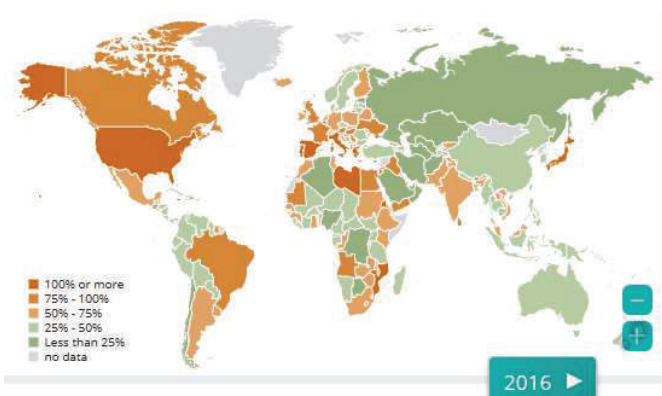 100% or more
75% - 100%
50% - 75%
25% - 50%
Less than 25%
no data
2016